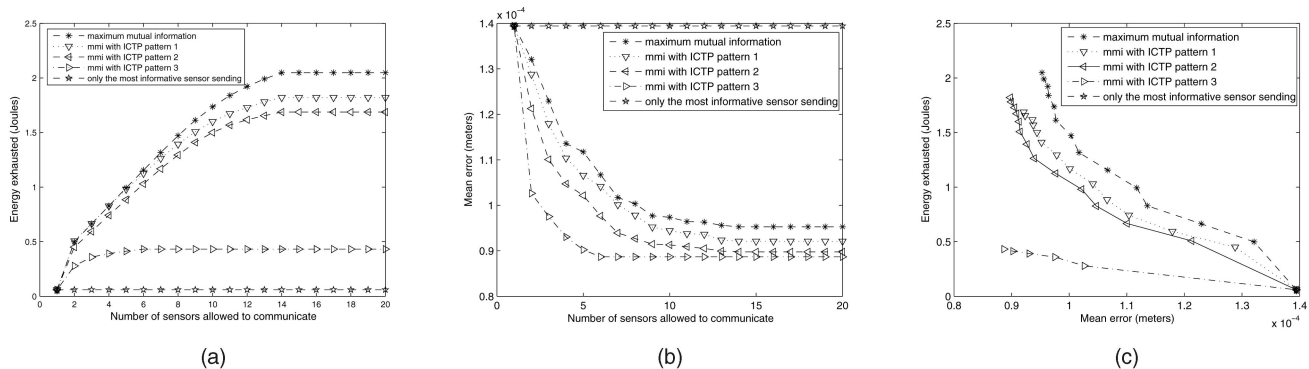 2.5
2
1.5
1
0.5
0
Energy exhausted (Joules)
maximum mutual information
mmi with ICTP pattern 1
mmi with ICTP pattern 2
mmi with ICTP pattern 3
only the most informative sensor sending
0 2 4 6 8 10 12 14 16 18 20
Number of sensors allowed to communicate
(a)
x 10⁻⁴
1.4
1.3
1.2
1.1
1
0.9
0.8
Mean error (meters)
maximum mutual information
mmi with ICTP pattern 1
mmi with ICTP pattern 2
mmi with ICTP pattern 3
only the most informative sensor sending
5 10 15 20
Number of sensors allowed to communicate
(b)
2.5
2
1.5
1
0.5
0
Energy exhausted (Joules)
maximum mutual information
mmi with ICTP pattern 1
mmi with ICTP pattern 2
mmi with ICTP pattern 3
only the most informative sensor sending
0.8 0.9 1 1.1 1.2 1.3 1.4
Mean error (meters)
x 10⁻⁴
(c)